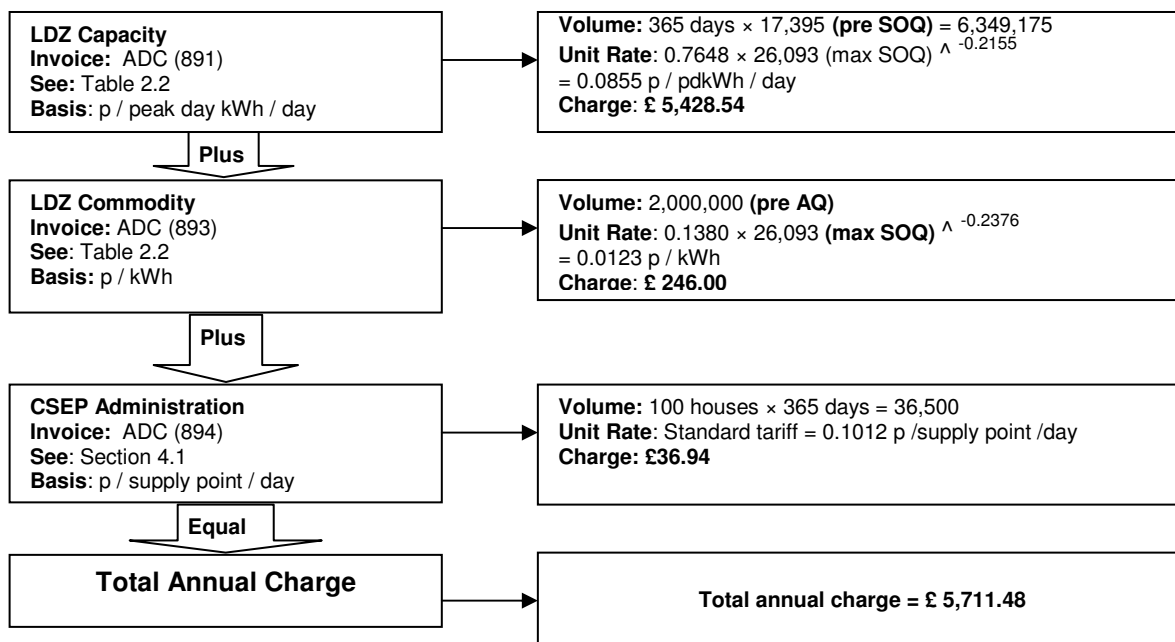 LDZ Capacity
Invoice: ADC (891)
See: Table 2.2
Basis: p / peak day kWh / day
Volume: 365 days × 17,395 (pre SOQ) = 6,349,175
Unit Rate: 0.7648 × 26,093 (max SOQ) ^ -0.2155
= 0.0855 p / pdkWh / day
Charge: £ 5,428.54
Plus
LDZ Commodity
Invoice: ADC (893)
See: Table 2.2
Basis: p / kWh
Volume: 2,000,000 (pre AQ)
Unit Rate: 0.1380 × 26,093 (max SOQ) ^ -0.2376
= 0.0123 p / kWh
Charge: £ 246.00
Plus
CSEP Administration
Invoice: ADC (894)
See: Section 4.1
Basis: p / supply point / day
Volume: 100 houses × 365 days = 36,500
Unit Rate: Standard tariff = 0.1012 p /supply point /day
Charge: £36.94
Equal
Total Annual Charge
Total annual charge = £ 5,711.48